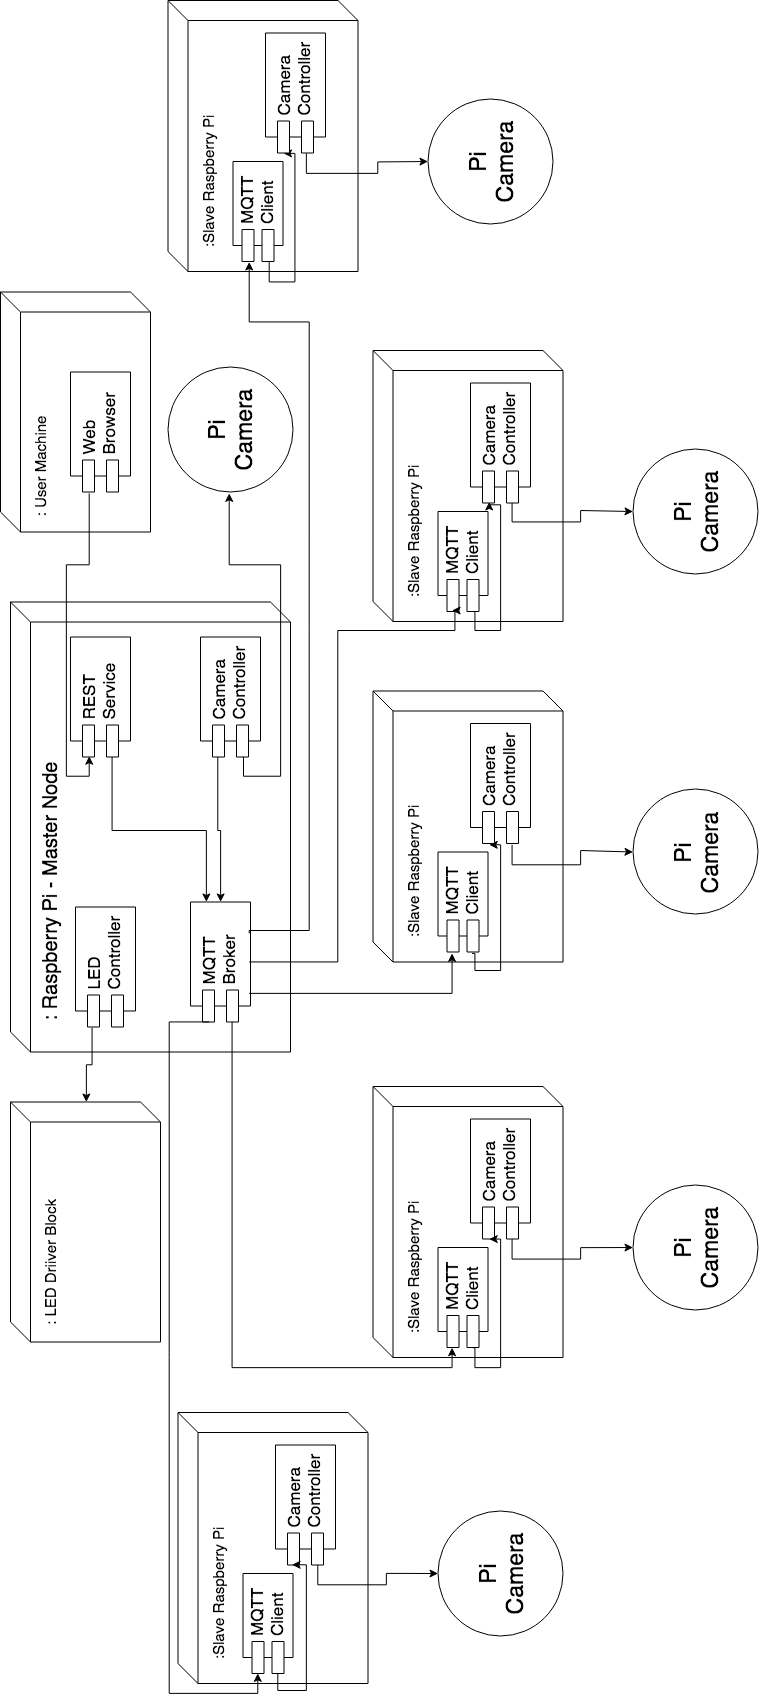 :Slave Raspberry Pi
Camera
Controller
MQTT
Client
Pi
Camera
: User Machine
Web
Browser
Pi
Camera
: Raspberry Pi - Master Node
REST
Service
Camera
Controller
LED
Controller
MQTT
Broker
:Slave Raspberry Pi
Camera
Controller
MQTT
Client
Pi
Camera
:Slave Raspberry Pi
Camera
Controller
MQTT
Client
Pi
Camera
: LED Driiver Block
:Slave Raspberry Pi
Camera
Controller
MQTT
Client
Pi
Camera
:Slave Raspberry Pi
Camera
Controller
MQTT
Client
Pi
Camera